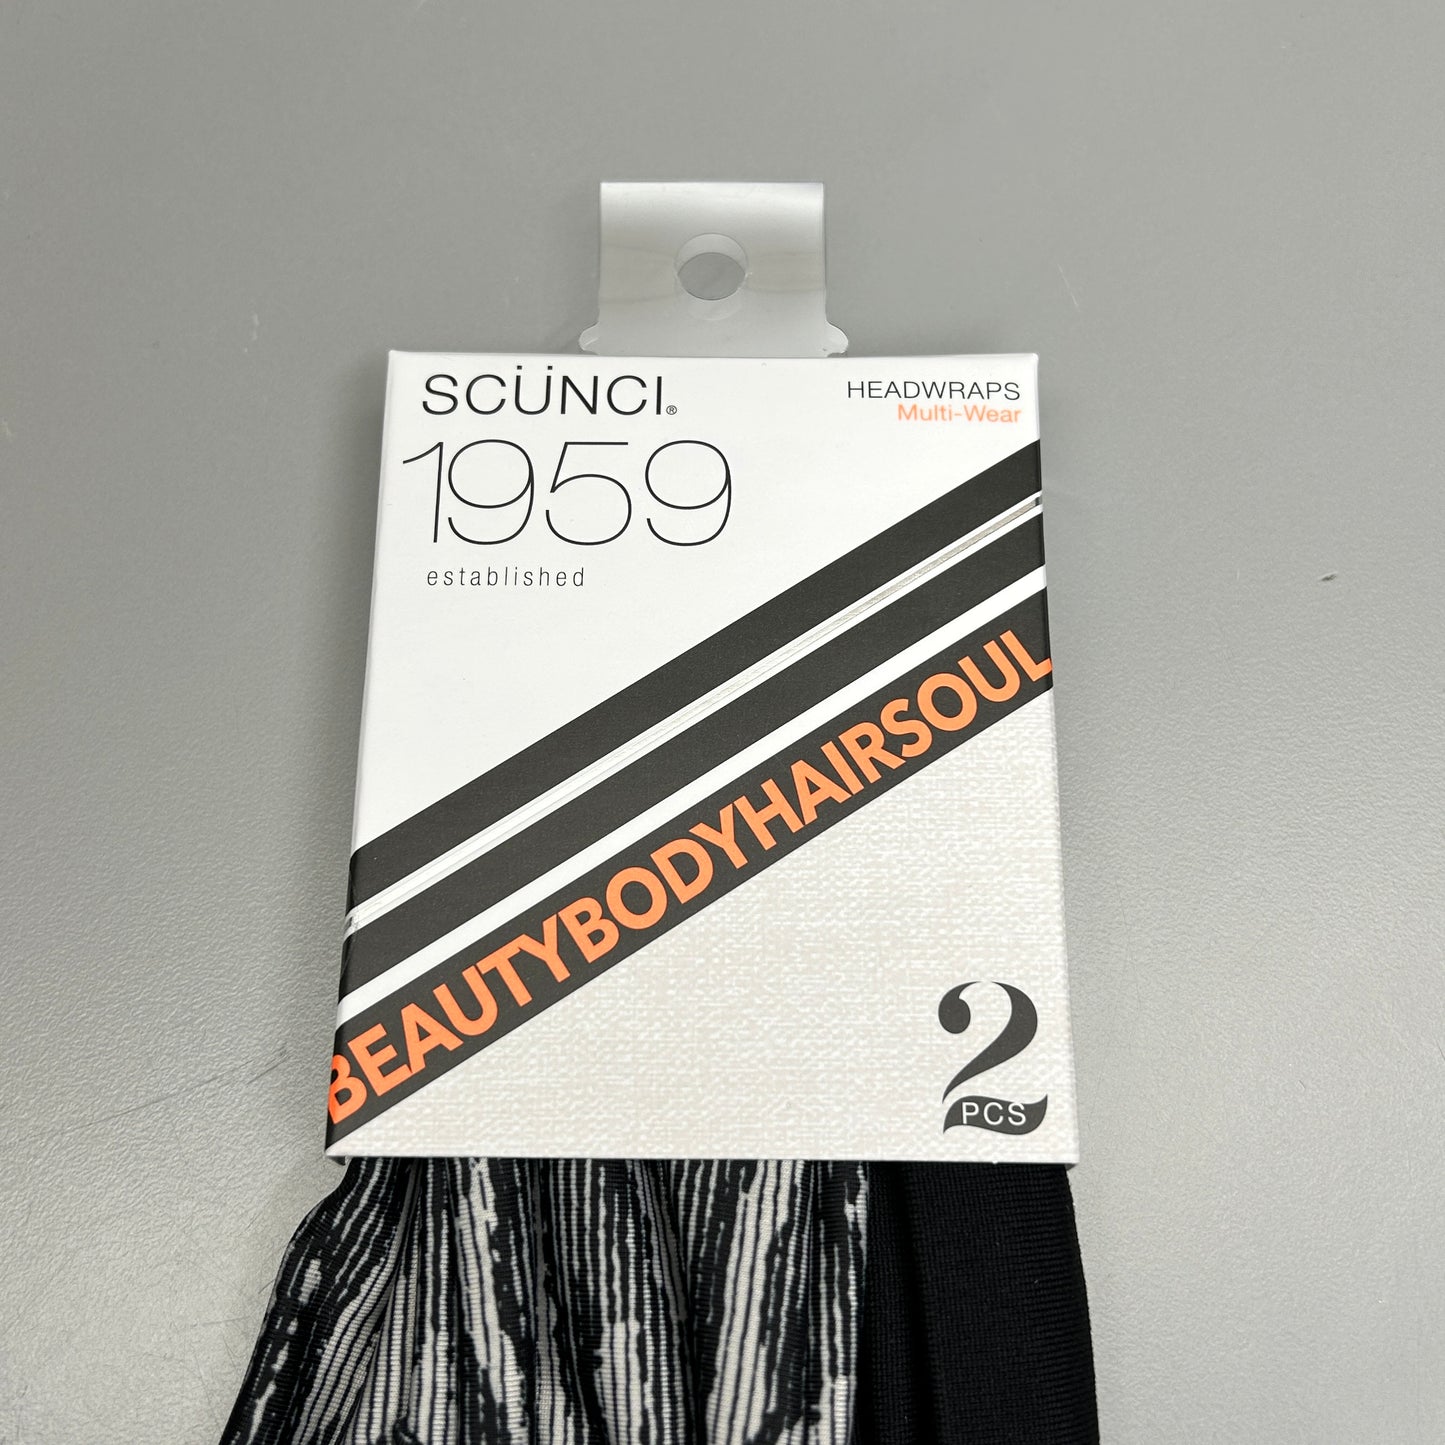 SCÜNCI®
HEADWRAPS
Multi-Wear
1959
established
BEAUTYBODYHAIRSOUL
2
PCS